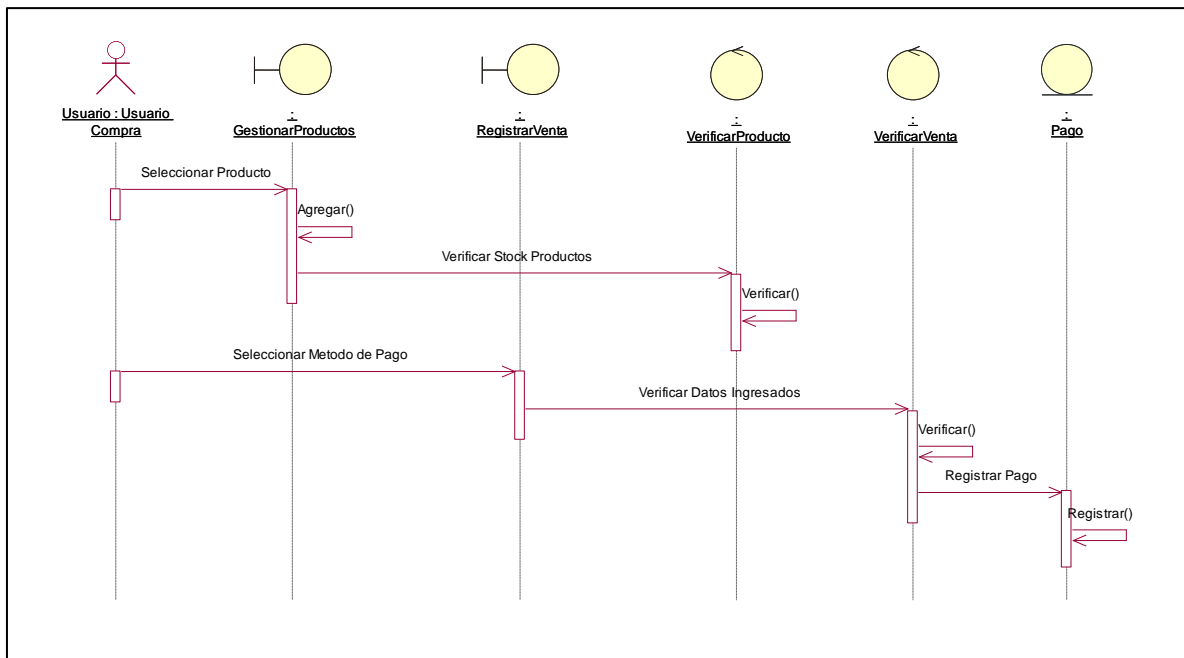 Usuario : Usuario
Compra
:
GestionarProductos
:
RegistrarVenta
:
VerificarProducto
:
VerificarVenta
:
Pago
Seleccionar Producto
Agregar()
Verificar Stock Productos
Verificar()
Seleccionar Metodo de Pago
Verificar Datos Ingresados
Verificar()
Registrar Pago
Registrar()